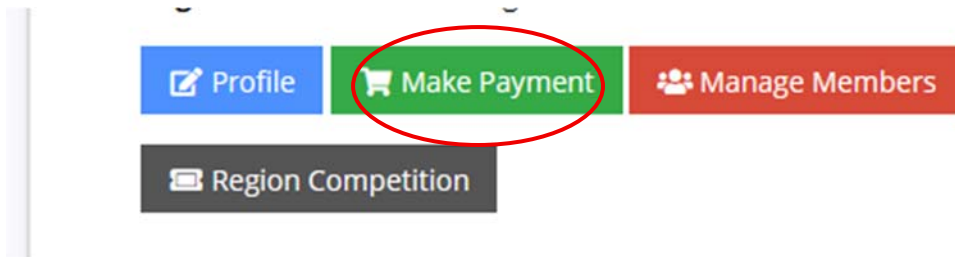 Profile
Make Payment
Manage Members
Region Competition